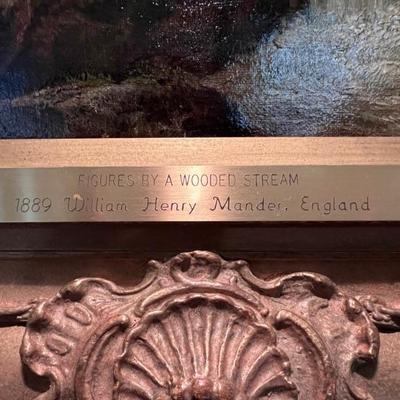 FIGURES BY A WOODED STREAM
1889 William Henry Mander, England